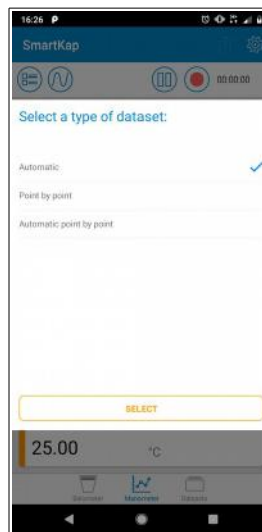 16:26
SmartKap
00:00:00
Select a type of dataset:
Automatic
Point by point
Automatic point by point
SELECT
25.00 °C
Manometer
Datasets